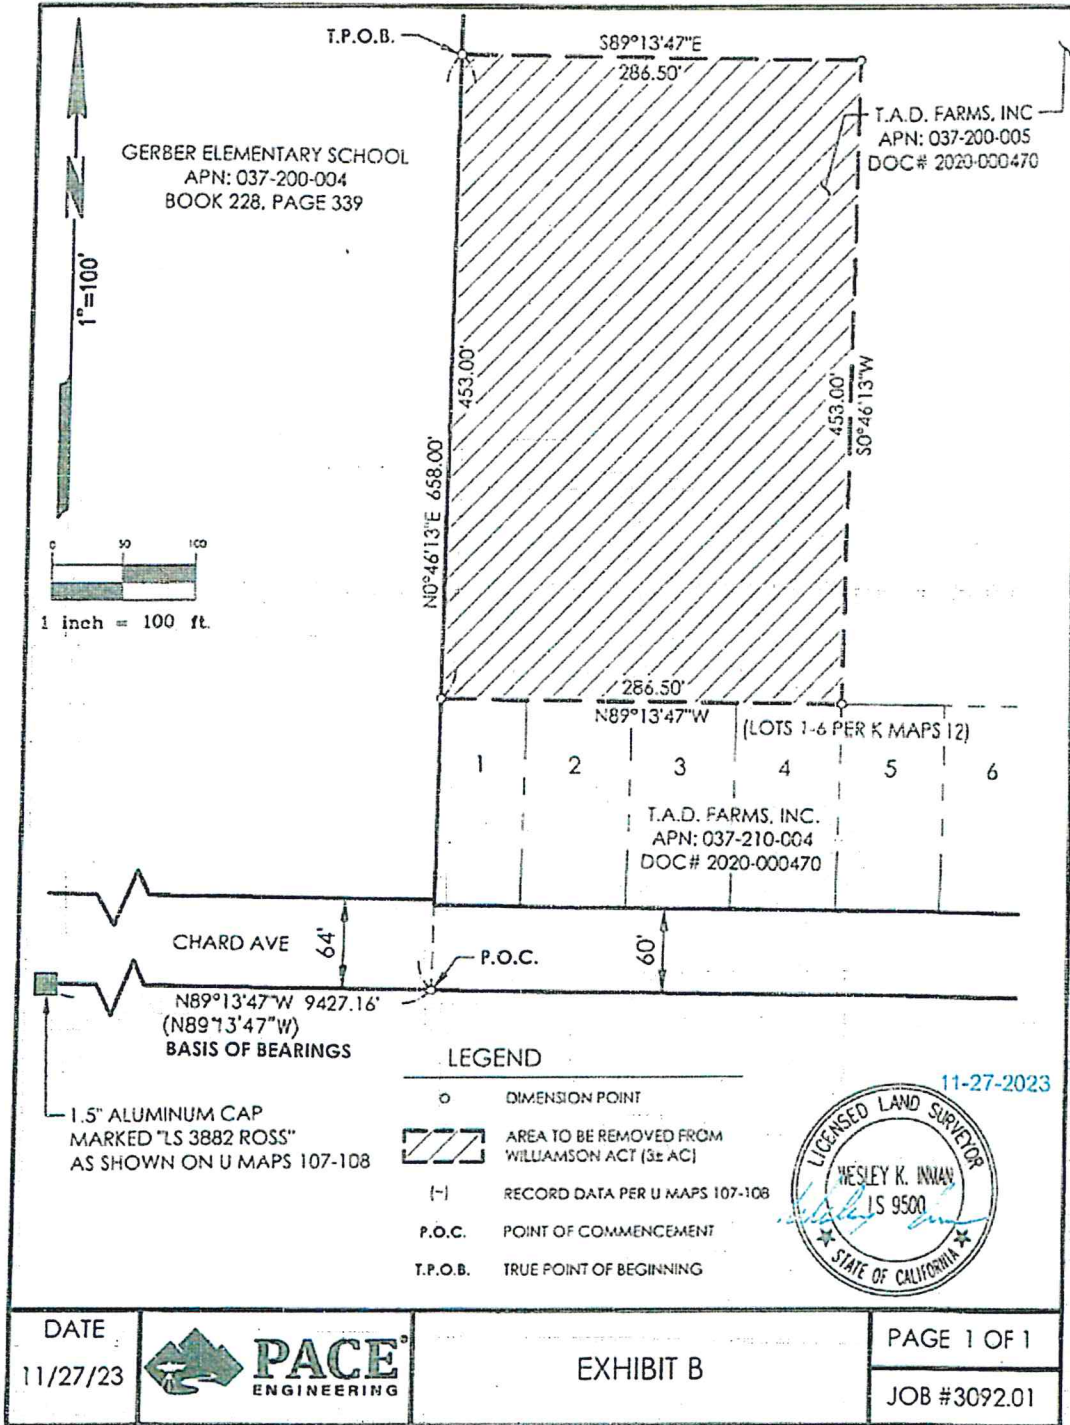 T.P.O.B.
S89°13'47"E
286.50'
T.A.D. FARMS, INC
APN: 037-200-005
DOC# 2020-000470
GERBER ELEMENTARY SCHOOL
APN: 037-200-004
BOOK 228, PAGE 339
N
1"=100'
453.00'
N0°46'13"E 658.00'
453.00'
S0°46'13"W
0 50 100
1 inch = 100 ft.
286.50'
N89°13'47"W
(LOTS 1-6 PER K MAPS 12)
1 2 3 4 5 6
T.A.D. FARMS, INC.
APN: 037-210-004
DOC# 2020-000470
CHARD AVE
64'
60'
P.O.C.
N89°13'47"W 9427.16'
(N89°13'47"W)
BASIS OF BEARINGS
1.5" ALUMINUM CAP
MARKED "LS 3882 ROSS"
AS SHOWN ON U MAPS 107-108
LEGEND
DIMENSION POINT
AREA TO BE REMOVED FROM
WILLIAMSON ACT (3± AC)
(~) RECORD DATA PER U MAPS 107-108
P.O.C. POINT OF COMMENCEMENT
T.P.O.B. TRUE POINT OF BEGINNING
11-27-2023
LICENSED LAND SURVEYOR
WESLEY K. INMAN
LS 9500
STATE OF CALIFORNIA
DATE
11/27/23
PACE
ENGINEERING
EXHIBIT B
PAGE 1 OF 1
JOB #3092.01